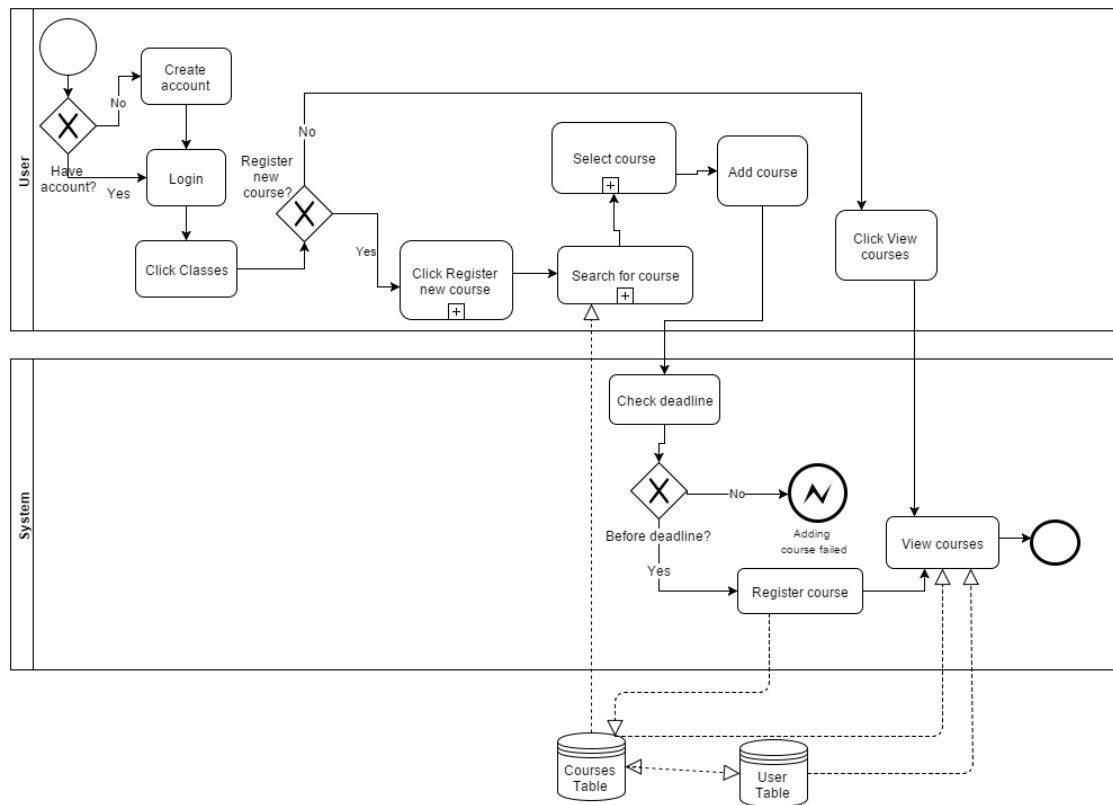 User
Create
account
No
Have
account?
Yes
Login
Click Classes
Register
new
course?
No
Yes
Click Register
new course
Search for course
Select course
Add course
Click View
courses
System
Check deadline
Before deadline?
No
Adding
course failed
Yes
Register course
View courses
Courses
Table
User
Table